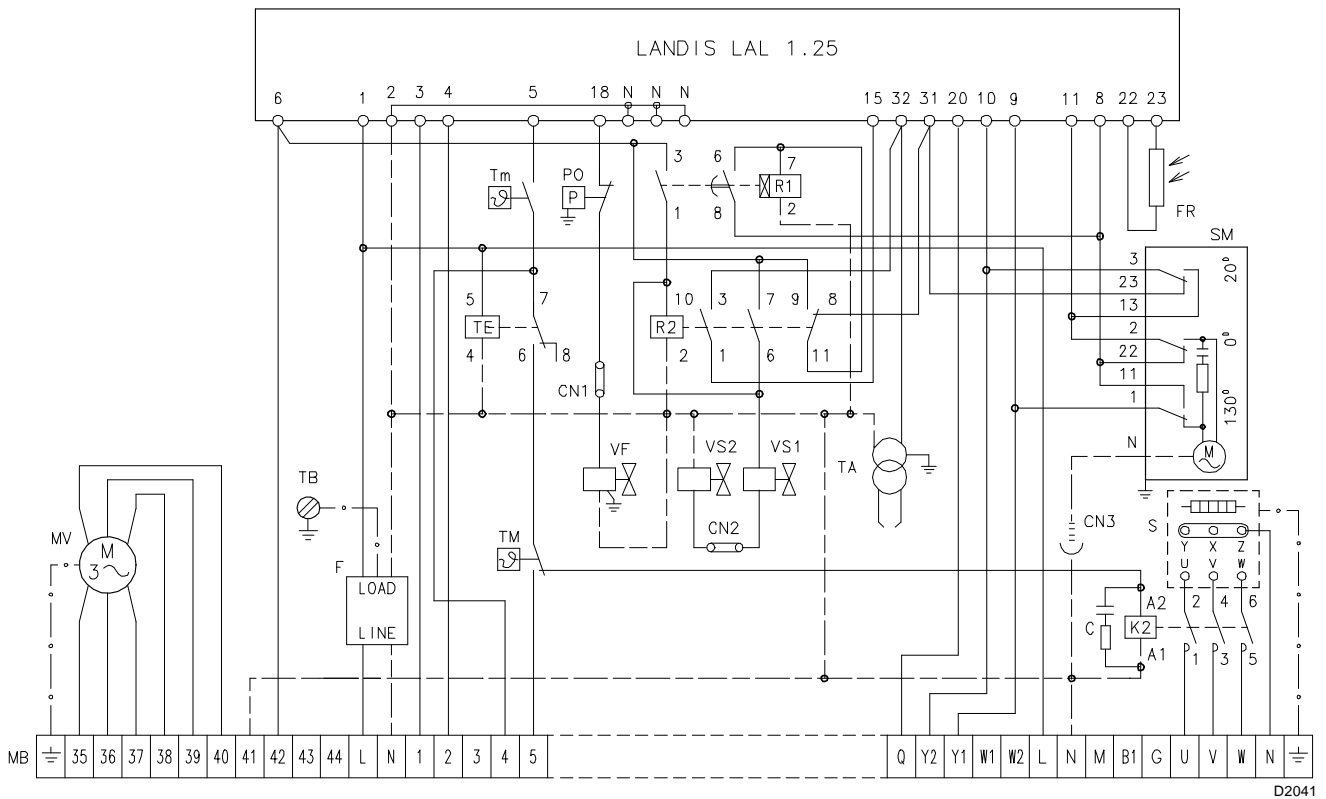 LANDIS LAL 1.25
6 1 2 3 4 5 18 N N N 15 32 31 20 10 9 11 8 22 23
3 6 7
Tm PO P R1
1 8 2
FR
SM
3
23
13
2
22
11
1
N
20°
0°
130°
M
5 7 10 3 7 9 8
TE R2
4 6 8 2 1 6 11
CN1
VF VS2 VS1 TA
CN2
TB
TM
CN3
S
Y X Z
U V W
MV
M
3
F
LOAD
LINE
C
A2
K2
A1
2 4 6
1 3 5
MB 35 36 37 38 39 40 41 42 43 44 L N 1 2 3 4 5 Q Y2 Y1 W1 W2 L N M B1 G U V W N
D2041